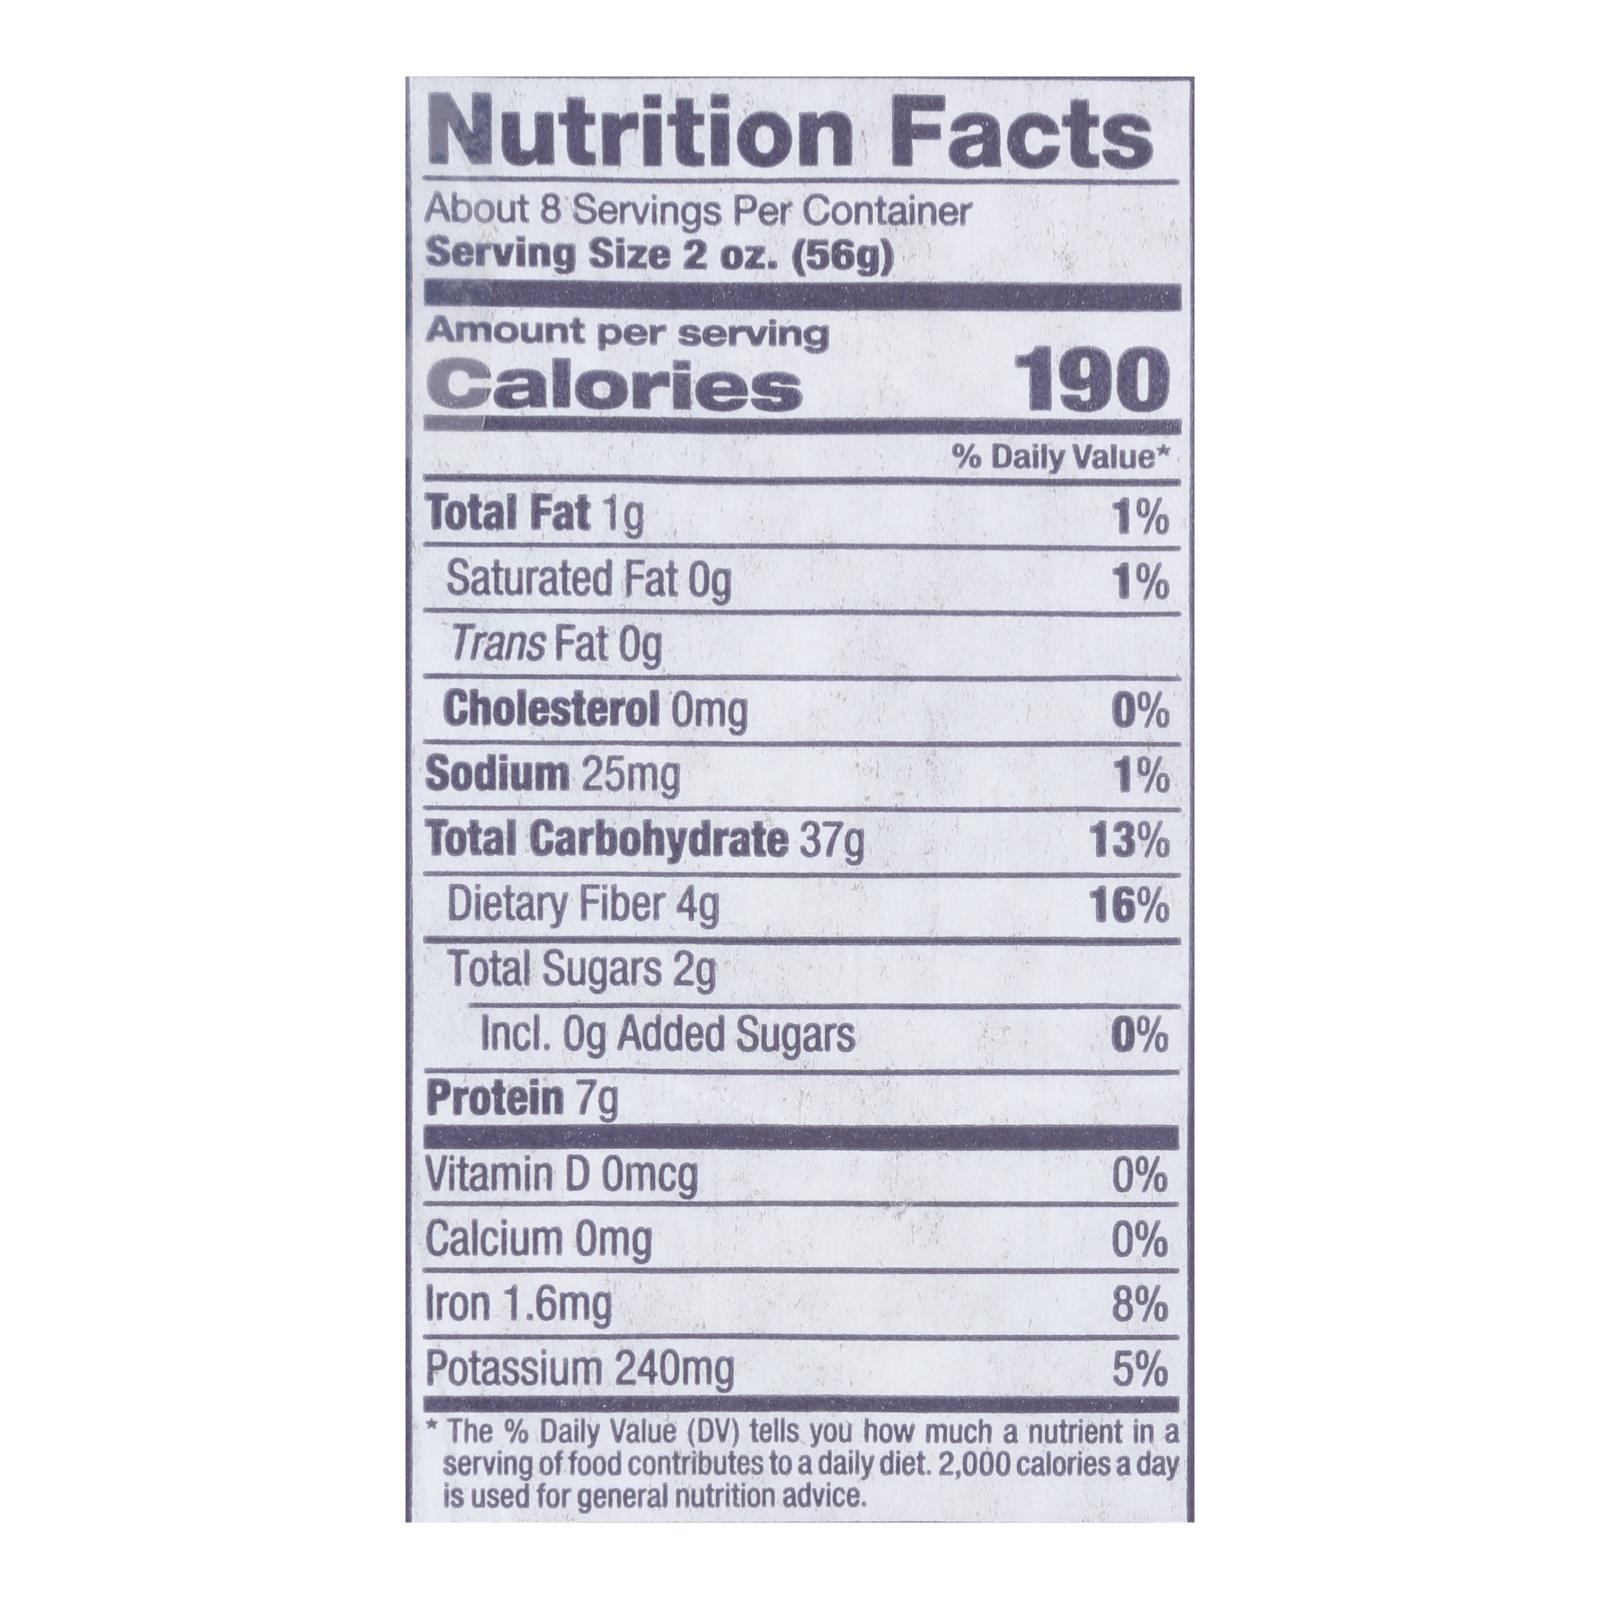 Nutrition Facts
About 8 Servings Per Container
Serving Size 2 oz. (56g)
Amount per serving
Calories 190
% Daily Value*
Total Fat 1g 1%
Saturated Fat 0g 1%
Trans Fat 0g
Cholesterol 0mg 0%
Sodium 25mg 1%
Total Carbohydrate 37g 13%
Dietary Fiber 4g 16%
Total Sugars 2g
Incl. 0g Added Sugars 0%
Protein 7g
Vitamin D 0mcg 0%
Calcium 0mg 0%
Iron 1.6mg 8%
Potassium 240mg 5%
* The % Daily Value (DV) tells you how much a nutrient in a
serving of food contributes to a daily diet. 2,000 calories a day
is used for general nutrition advice.